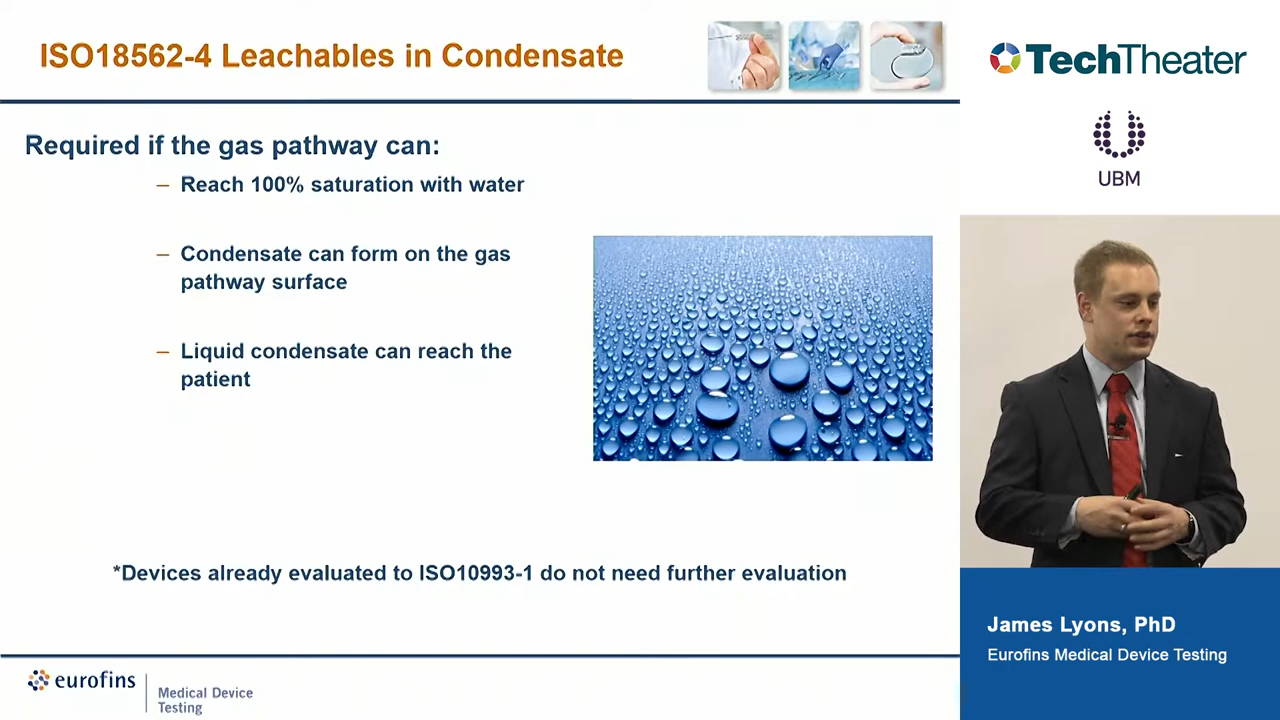 ISO18562-4 Leachables in Condensate
Required if the gas pathway can:
– Reach 100% saturation with water
– Condensate can form on the gas
pathway surface
– Liquid condensate can reach the
patient
*Devices already evaluated to ISO10993-1 do not need further evaluation
eurofins
Medical Device
Testing
TechTheater
UBM
James Lyons, PhD
Eurofins Medical Device Testing